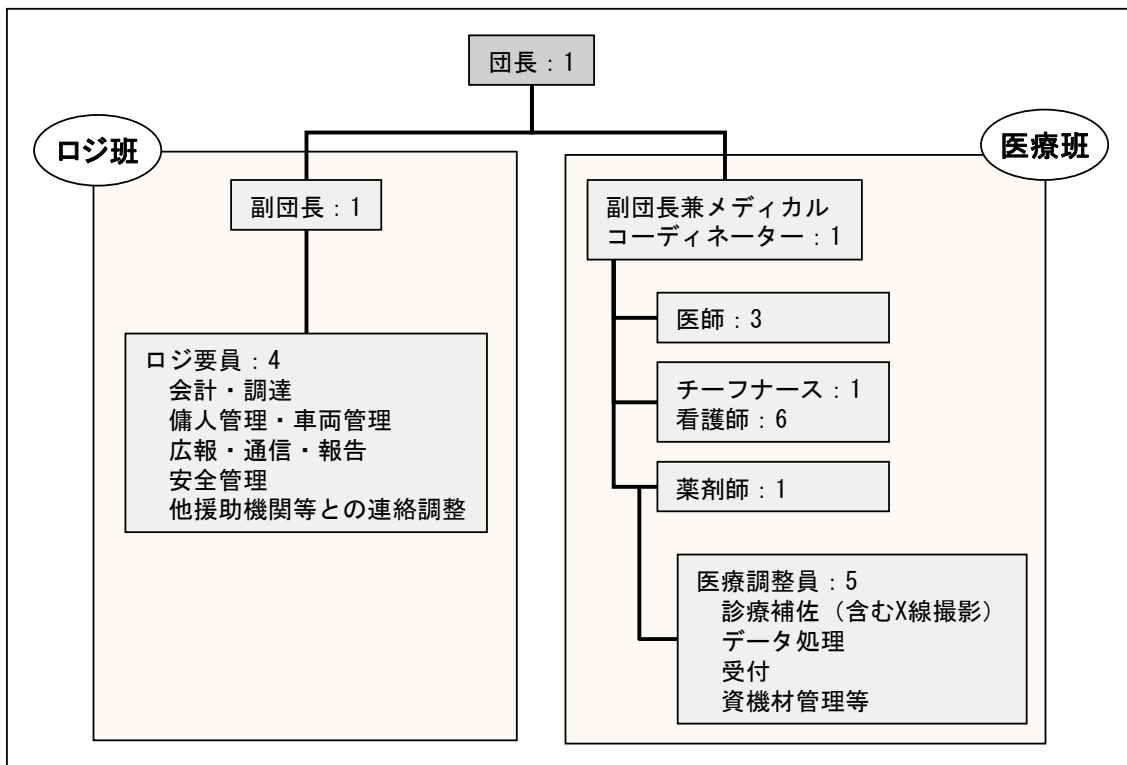 団長：1
ロジ班
医療班
副団長：1
副団長兼メディカル
コーディネーター：1
医師：3
ロジ要員：4
会計・調達
傭人管理・車両管理
広報・通信・報告
安全管理
他援助機関等との連絡調整
チーフナース：1
看護師：6
薬剤師：1
医療調整員：5
診療補佐（含むX線撮影）
データ処理
受付
資機材管理等